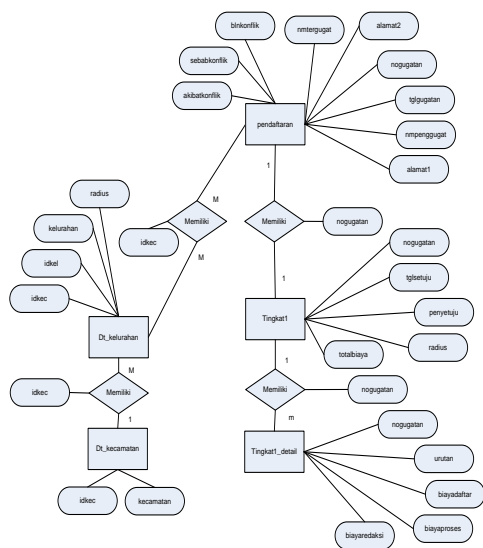 blnkonflik
nmtergugat
alamat2
sebabkonflik
nogugatan
akibatkonflik
tglgugatan
pendaftaran
nmpenggugat
alamat1
1
M
radius
Memiliki
Memiliki
nogugatan
kelurahan
idkec
M
nogugatan
idkel
tglsetuju
idkec
1
Tingkat1
penyetuju
Dt_kelurahan
totalbiaya
radius
M
1
idkec
Memiliki
Memiliki
nogugatan
1
m
nogugatan
Dt_kecamatan
Tingkat1_detail
urutan
idkec
kecamatan
biayadaftar
biayaredaksi
biayaproses